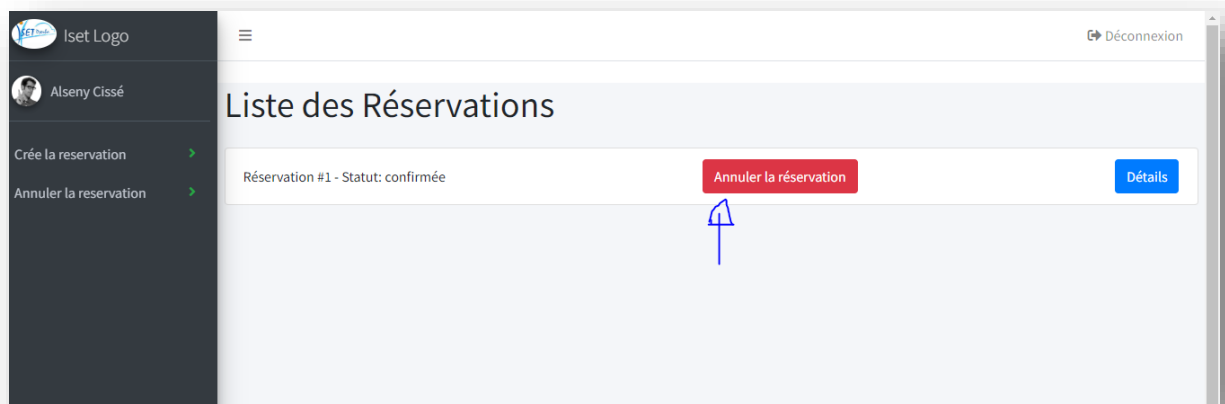 Iset Logo
Déconnexion
Alseny Cissé
Liste des Réservations
Crée la reservation
Annuler la reservation
Réservation #1 - Statut: confirmée
Annuler la réservation
Détails